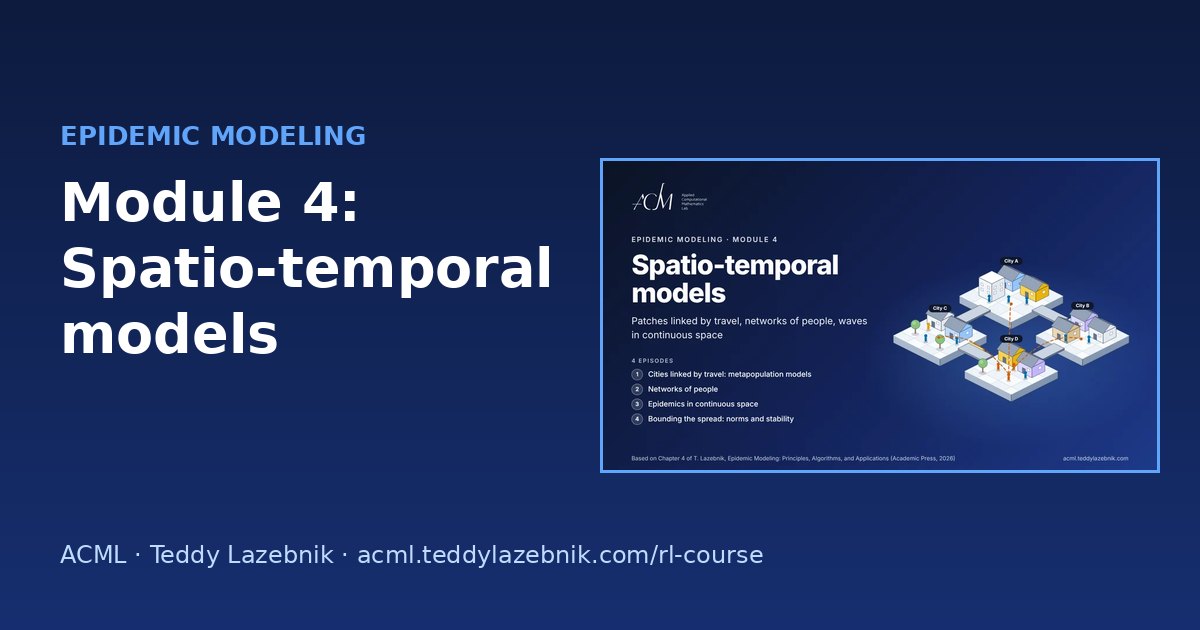 EPIDEMIC MODELING
Module 4:
Spatio-temporal
models
ACM
Applied
Computational
Mathematics
Lab
EPIDEMIC MODELING · MODULE 4
Spatio-temporal
models
Patches linked by travel, networks of people, waves
in continuous space
4 EPISODES
1 Cities linked by travel: metapopulation models
2 Networks of people
3 Epidemics in continuous space
4 Bounding the spread: norms and stability
City A
City B
City C
City D
Based on Chapter 4 of T. Lazebnik, Epidemic Modeling: Principles, Algorithms, and Applications (Academic Press, 2026)
acml.teddylazebnik.com
ACML · Teddy Lazebnik · acml.teddylazebnik.com/rl-course